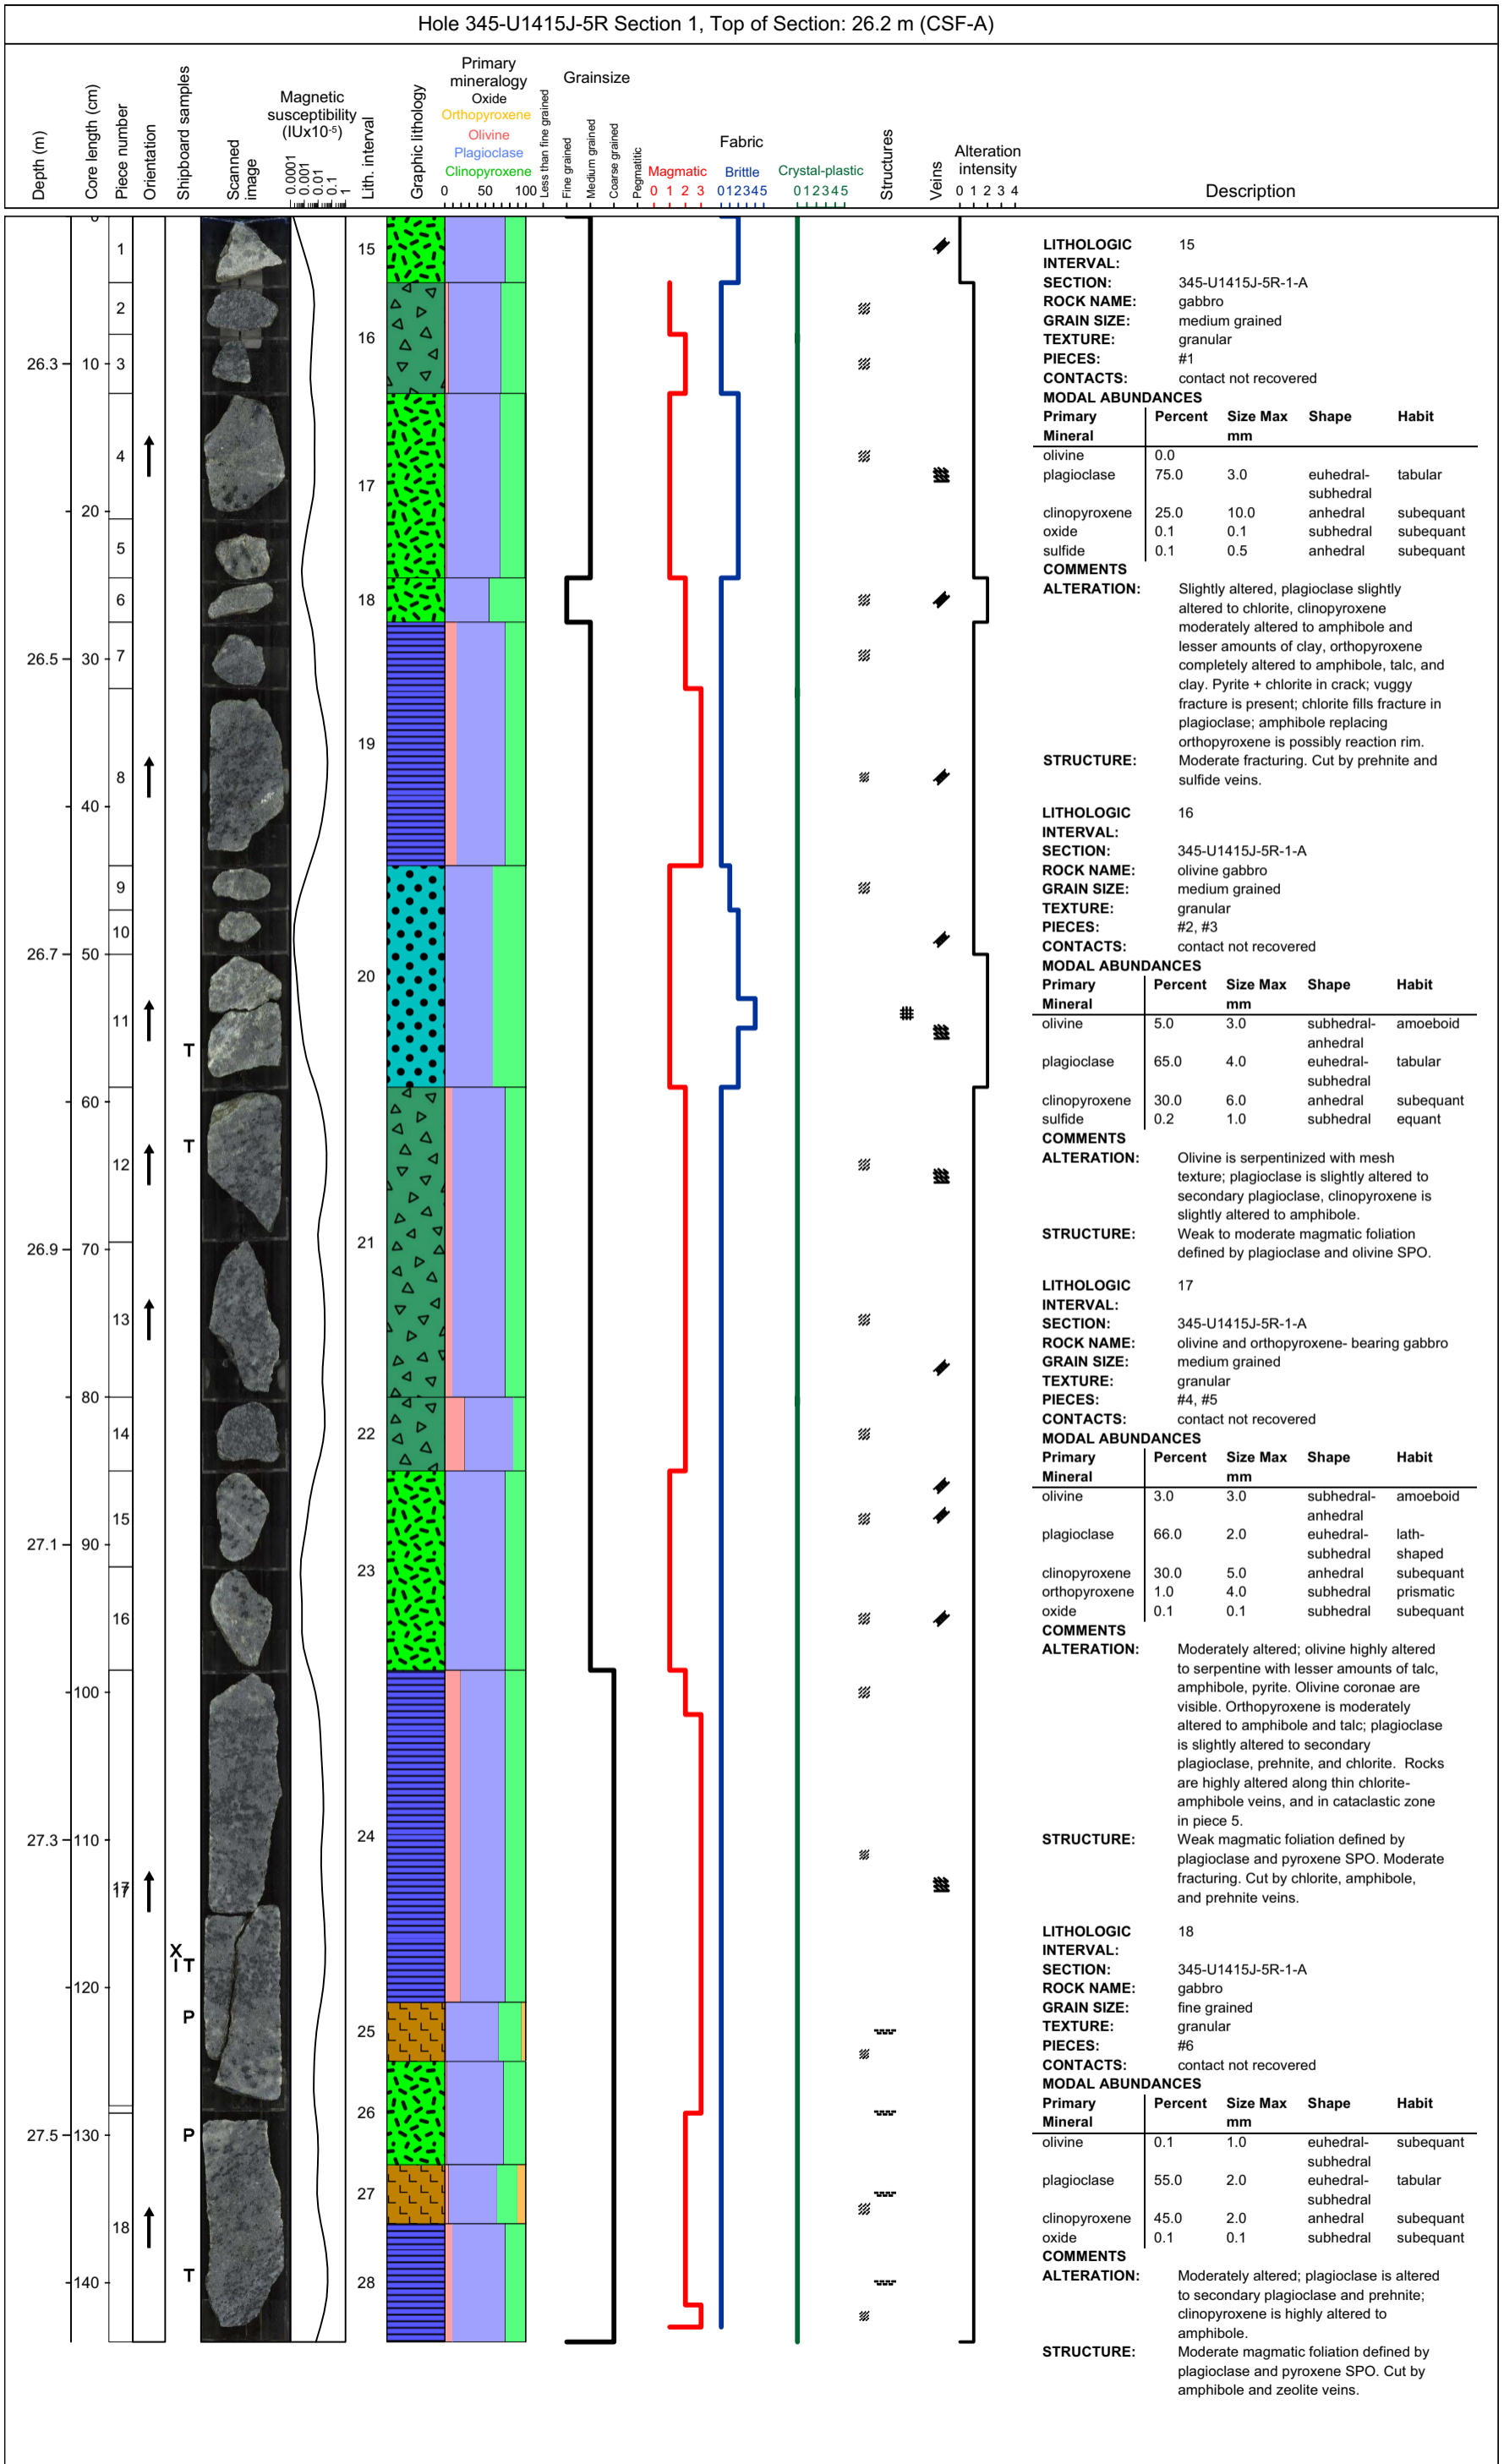 Hole 345-U1415J-5R Section 1, Top of Section: 26.2 m (CSF-A)
Depth (m)
Core length (cm)
Piece number
Orientation
Shipboard samples
Scanned
image
Magnetic
susceptibility
(IUx10-5)
0.0001
0.001
0.01
0.1
1
Lith. interval
Graphic lithology
Primary
mineralogy
Oxide
Orthopyroxene
Olivine
Plagioclase
Clinopyroxene
0 50 100
Grainsize
Less than fine grained
Fine grained
Medium grained
Coarse grained
Pegmatitic
Fabric
Magmatic
0 1 2 3
Brittle
012345
Crystal-plastic
012345
Structures
Veins
Alteration
intensity
0 1 2 3 4
Description
26.3
26.5
26.7
26.9
27.1
27.3
27.5
0
10
20
30
40
50
60
70
80
90
100
110
120
130
140
1
2
3
4
5
6
7
8
9
10
11
12
13
14
15
16
17
17
18
T
T
X
I T
P
P
T
15
16
17
18
19
20
21
22
23
24
25
26
27
28
LITHOLOGIC 15
INTERVAL:
SECTION: 345-U1415J-5R-1-A
ROCK NAME: gabbro
GRAIN SIZE: medium grained
TEXTURE: granular
PIECES: #1
CONTACTS: contact not recovered
MODAL ABUNDANCES
Primary Percent Size Max Shape Habit
Mineral mm
olivine 0.0
plagioclase 75.0 3.0 euhedral- tabular
subhedral
clinopyroxene 25.0 10.0 anhedral subequant
oxide 0.1 0.1 subhedral subequant
sulfide 0.1 0.5 anhedral subequant
COMMENTS
ALTERATION: Slightly altered, plagioclase slightly
altered to chlorite, clinopyroxene
moderately altered to amphibole and
lesser amounts of clay, orthopyroxene
completely altered to amphibole, talc, and
clay. Pyrite + chlorite in crack; vuggy
fracture is present; chlorite fills fracture in
plagioclase; amphibole replacing
orthopyroxene is possibly reaction rim.
STRUCTURE: Moderate fracturing. Cut by prehnite and
sulfide veins.
LITHOLOGIC 16
INTERVAL:
SECTION: 345-U1415J-5R-1-A
ROCK NAME: olivine gabbro
GRAIN SIZE: medium grained
TEXTURE: granular
PIECES: #2, #3
CONTACTS: contact not recovered
MODAL ABUNDANCES
Primary Percent Size Max Shape Habit
Mineral mm
olivine 5.0 3.0 subhedral- amoeboid
anhedral
plagioclase 65.0 4.0 euhedral- tabular
subhedral
clinopyroxene 30.0 6.0 anhedral subequant
sulfide 0.2 1.0 subhedral equant
COMMENTS
ALTERATION: Olivine is serpentinized with mesh
texture; plagioclase is slightly altered to
secondary plagioclase, clinopyroxene is
slightly altered to amphibole.
STRUCTURE: Weak to moderate magmatic foliation
defined by plagioclase and olivine SPO.
LITHOLOGIC 17
INTERVAL:
SECTION: 345-U1415J-5R-1-A
ROCK NAME: olivine and orthopyroxene- bearing gabbro
GRAIN SIZE: medium grained
TEXTURE: granular
PIECES: #4, #5
CONTACTS: contact not recovered
MODAL ABUNDANCES
Primary Percent Size Max Shape Habit
Mineral mm
olivine 3.0 3.0 subhedral- amoeboid
anhedral
plagioclase 66.0 2.0 euhedral- lath-
subhedral shaped
clinopyroxene 30.0 5.0 anhedral subequant
orthopyroxene 1.0 4.0 subhedral prismatic
oxide 0.1 0.1 subhedral subequant
COMMENTS
ALTERATION: Moderately altered; olivine highly altered
to serpentine with lesser amounts of talc,
amphibole, pyrite. Olivine coronae are
visible. Orthopyroxene is moderately
altered to amphibole and talc; plagioclase
is slightly altered to secondary
plagioclase, prehnite, and chlorite. Rocks
are highly altered along thin chlorite-
amphibole veins, and in cataclastic zone
in piece 5.
STRUCTURE: Weak magmatic foliation defined by
plagioclase and pyroxene SPO. Moderate
fracturing. Cut by chlorite, amphibole,
and prehnite veins.
LITHOLOGIC 18
INTERVAL:
SECTION: 345-U1415J-5R-1-A
ROCK NAME: gabbro
GRAIN SIZE: fine grained
TEXTURE: granular
PIECES: #6
CONTACTS: contact not recovered
MODAL ABUNDANCES
Primary Percent Size Max Shape Habit
Mineral mm
olivine 0.1 1.0 euhedral- subequant
subhedral
plagioclase 55.0 2.0 euhedral- tabular
subhedral
clinopyroxene 45.0 2.0 anhedral subequant
oxide 0.1 0.1 subhedral subequant
COMMENTS
ALTERATION: Moderately altered; plagioclase is altered
to secondary plagioclase and prehnite;
clinopyroxene is highly altered to
amphibole.
STRUCTURE: Moderate magmatic foliation defined by
plagioclase and pyroxene SPO. Cut by
amphibole and zeolite veins.